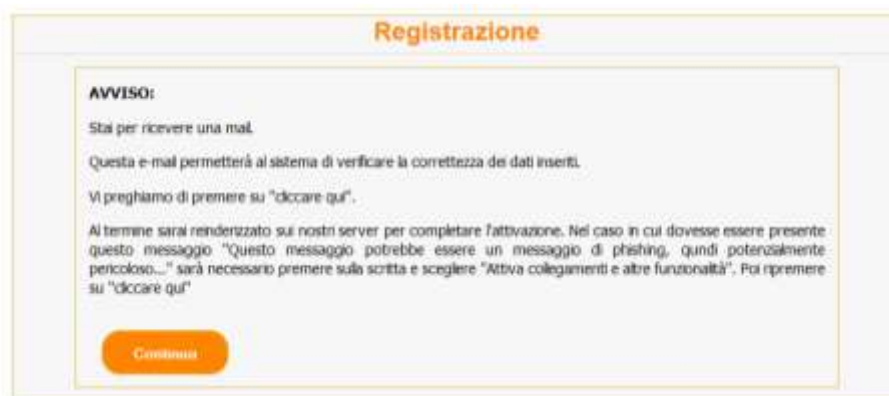 Registrazione
AVVISO:
Stai per ricevere una mail.
Questa e-mail permetterà al sistema di verificare la correttezza dei dati inseriti.
Vi preghiamo di premere su "cliccare qui".
Al termine sarai reinderizzato sui nostri server per completare l'attivazione. Nel caso in cui dovesse essere presente
questo messaggio "Questo messaggio potrebbe essere un messaggio di phishing, qundi potenzialmente
pericoloso..." sarà necessario premere sulla scritta e scegliere "Attiva collegamenti e altre funzionalità". Poi ripremere
su "cliccare qui"
Continua